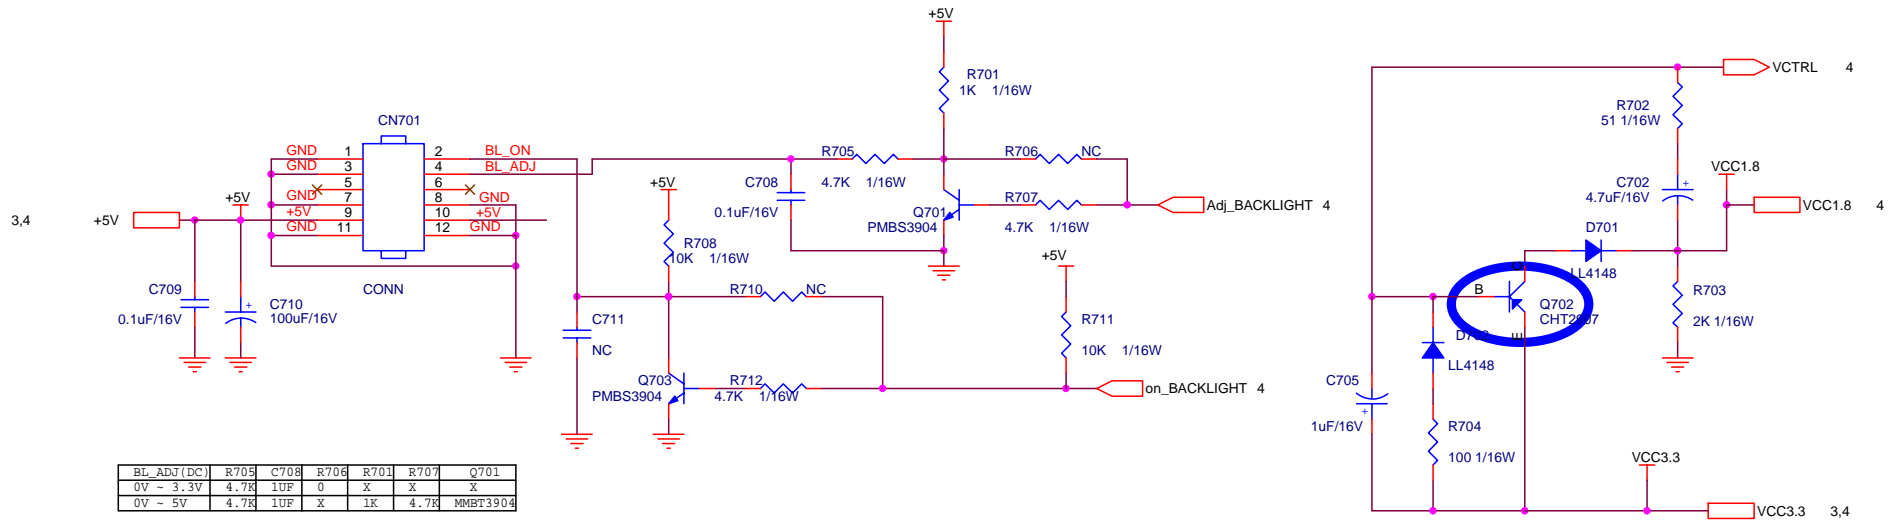 +5V
R701
1K 1/16W
VCTRL 4
R702
51 1/16W
CN701
GND 1 2 BL_ON
GND 3 4 BL_ADJ
5 6
GND 7 8 GND
+5V 9 10 +5V
GND 11 12 GND
CONN
R705
4.7K 1/16W
R706 NC
R707
4.7K 1/16W
C708
0.1uF/16V
Q701
PMBS3904
Adj_BACKLIGHT 4
VCC1.8
C702
4.7uF/16V
VCC1.8 4
3,4 +5V
+5V
C709
0.1uF/16V
C710
100uF/16V
+5V
R708
10K 1/16W
R710 NC
C711
NC
+5V
R711
10K 1/16W
Q703
PMBS3904
R712
4.7K 1/16W
on_BACKLIGHT 4
D701
LL4148
C
B
E
Q702
R703
2K 1/16W
LL4148
C705
1uF/16V
R704
100 1/16W
VCC3.3
VCC3.3 3,4
BL_ADJ(DC) R705 C708 R706 R701 R707 Q701
0V ~ 3.3V 4.7K 1UF 0 X X X
0V ~ 5V 4.7K 1UF X 1K 4.7K MMBT3904